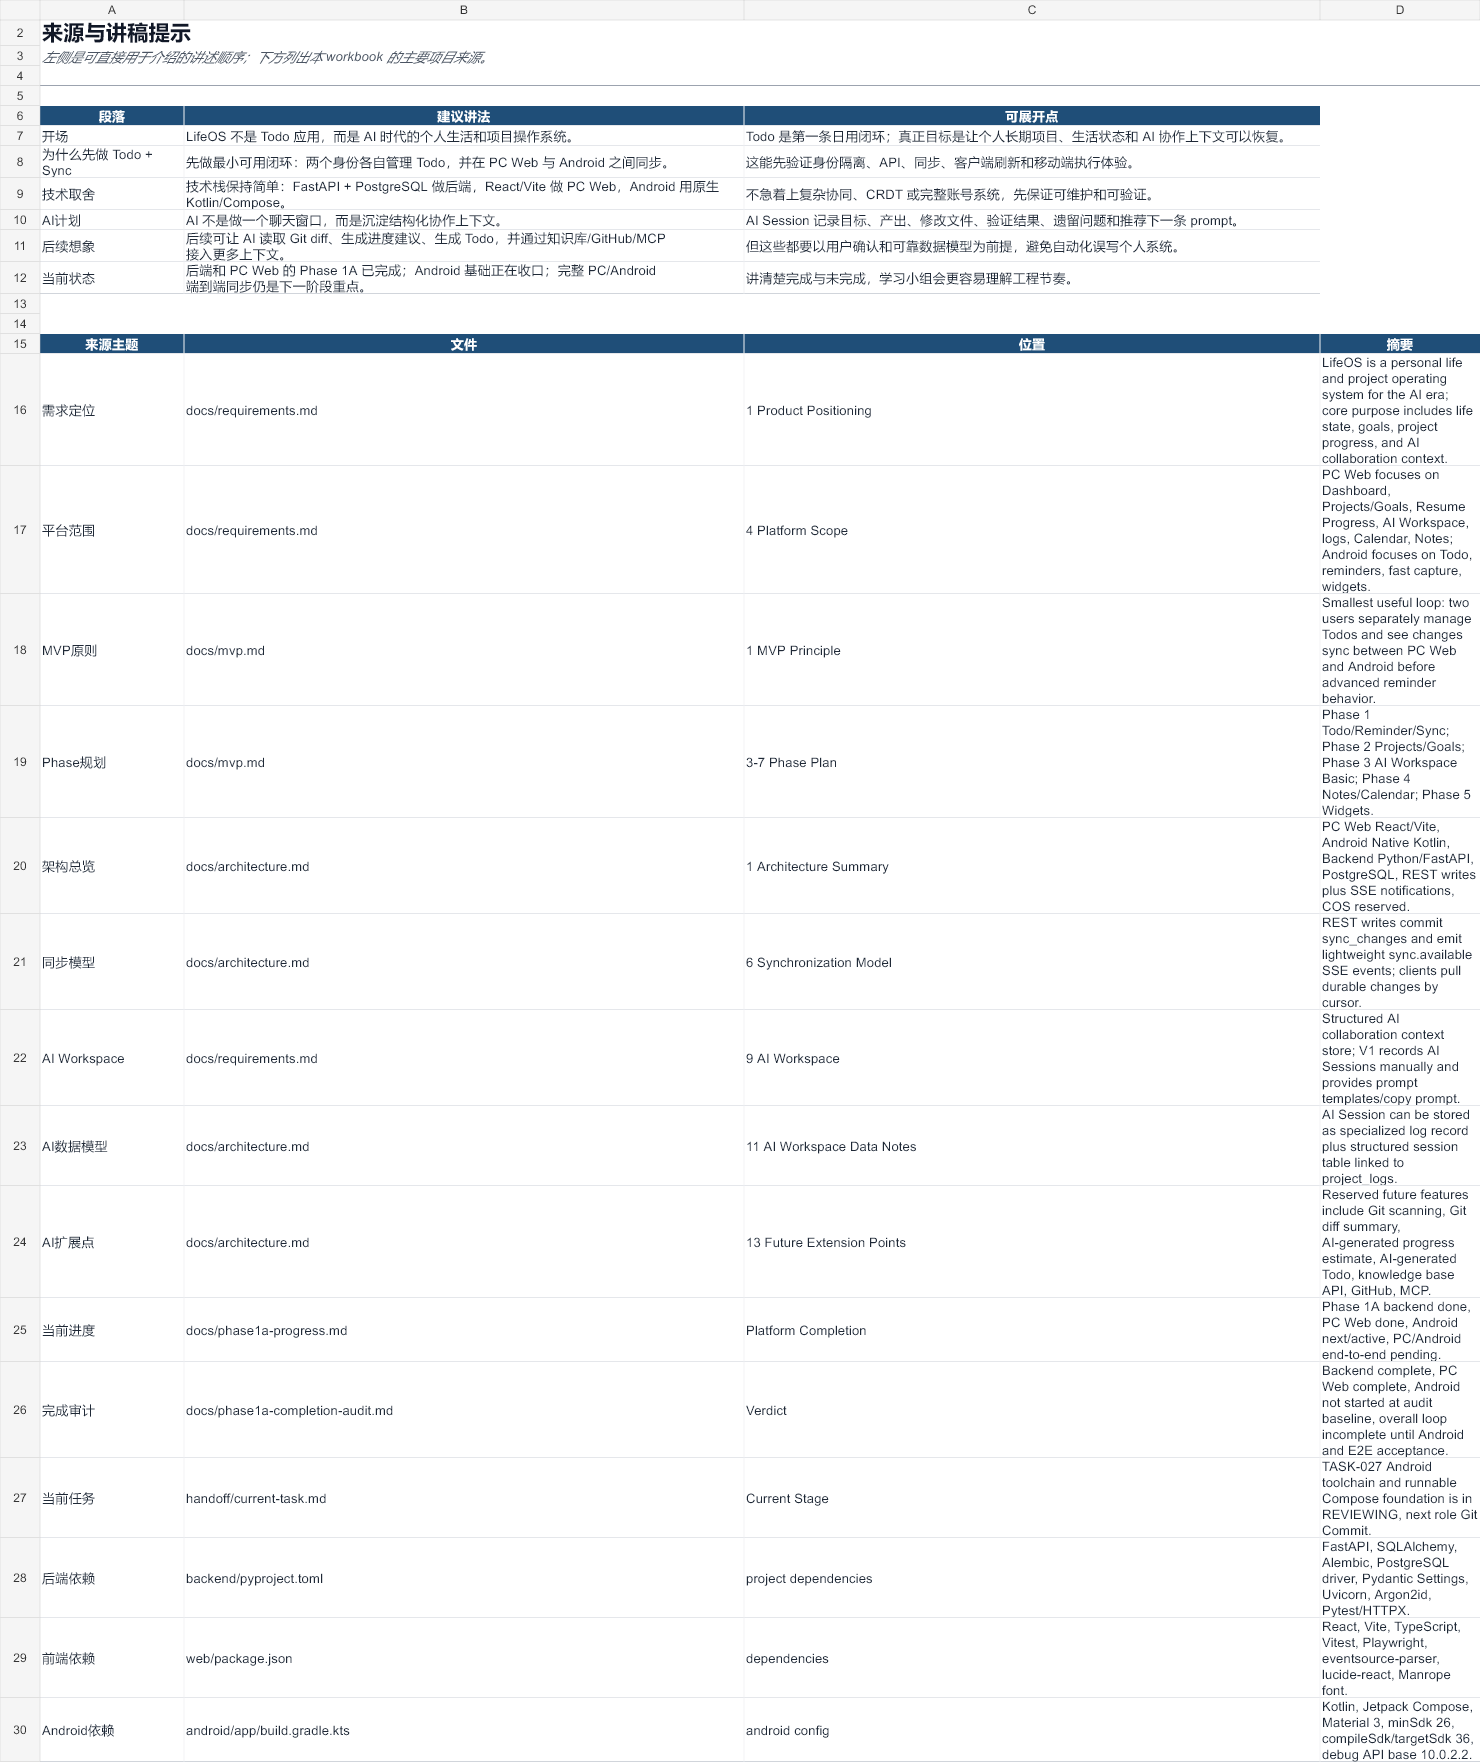 A B C D
2 来源与讲稿提示
3 左侧是可直接用于介绍的讲述顺序；下方列出本 workbook 的主要项目来源。
4
5
6 段落 建议讲法 可展开点
7 开场 LifeOS 不是 Todo 应用，而是 AI 时代的个人生活和项目操作系统。 Todo 是第一条日用闭环；真正目标是让个人长期项目、生活状态和 AI 协作上下文可以恢复。
8 为什么先做 Todo +
Sync 先做最小可用闭环：两个身份各自管理 Todo，并在 PC Web 与 Android 之间同步。 这能先验证身份隔离、API、同步、客户端刷新和移动端执行体验。
9 技术取舍 技术栈保持简单：FastAPI + PostgreSQL 做后端，React/Vite 做 PC Web，Android 用原生
Kotlin/Compose。 不急着上复杂协同、CRDT 或完整账号系统，先保证可维护和可验证。
10 AI计划 AI 不是做一个聊天窗口，而是沉淀结构化协作上下文。 AI Session 记录目标、产出、修改文件、验证结果、遗留问题和推荐下一条 prompt。
11 后续想象 后续可让 AI 读取 Git diff、生成进度建议、生成 Todo，并通过知识库/GitHub/MCP
接入更多上下文。 但这些都要以用户确认和可靠数据模型为前提，避免自动化误写个人系统。
12 当前状态 后端和 PC Web 的 Phase 1A 已完成；Android 基础正在收口；完整 PC/Android
端到端同步仍是下一阶段重点。 讲清楚完成与未完成，学习小组会更容易理解工程节奏。
13
14
15 来源主题 文件 位置 摘要
16 需求定位 docs/requirements.md 1 Product Positioning LifeOS is a personal life
and project operating
system for the AI era;
core purpose includes life
state, goals, project
progress, and AI
collaboration context.
17 平台范围 docs/requirements.md 4 Platform Scope PC Web focuses on
Dashboard,
Projects/Goals, Resume
Progress, AI Workspace,
logs, Calendar, Notes;
Android focuses on Todo,
reminders, fast capture,
widgets.
18 MVP原则 docs/mvp.md 1 MVP Principle Smallest useful loop: two
users separately manage
Todos and see changes
sync between PC Web
and Android before
advanced reminder
behavior.
19 Phase规划 docs/mvp.md 3-7 Phase Plan Phase 1
Todo/Reminder/Sync;
Phase 2 Projects/Goals;
Phase 3 AI Workspace
Basic; Phase 4
Notes/Calendar; Phase 5
Widgets.
20 架构总览 docs/architecture.md 1 Architecture Summary PC Web React/Vite,
Android Native Kotlin,
Backend Python/FastAPI,
PostgreSQL, REST writes
plus SSE notifications,
COS reserved.
21 同步模型 docs/architecture.md 6 Synchronization Model REST writes commit
sync_changes and emit
lightweight sync.available
SSE events; clients pull
durable changes by
cursor.
22 AI Workspace docs/requirements.md 9 AI Workspace Structured AI
collaboration context
store; V1 records AI
Sessions manually and
provides prompt
templates/copy prompt.
23 AI数据模型 docs/architecture.md 11 AI Workspace Data Notes AI Session can be stored
as specialized log record
plus structured session
table linked to
project_logs.
24 AI扩展点 docs/architecture.md 13 Future Extension Points Reserved future features
include Git scanning, Git
diff summary,
AI-generated progress
estimate, AI-generated
Todo, knowledge base
API, GitHub, MCP.
25 当前进度 docs/phase1a-progress.md Platform Completion Phase 1A backend done,
PC Web done, Android
next/active, PC/Android
end-to-end pending.
26 完成审计 docs/phase1a-completion-audit.md Verdict Backend complete, PC
Web complete, Android
not started at audit
baseline, overall loop
incomplete until Android
and E2E acceptance.
27 当前任务 handoff/current-task.md Current Stage TASK-027 Android
toolchain and runnable
Compose foundation is in
REVIEWING, next role Git
Commit.
28 后端依赖 backend/pyproject.toml project dependencies FastAPI, SQLAlchemy,
Alembic, PostgreSQL
driver, Pydantic Settings,
Uvicorn, Argon2id,
Pytest/HTTPX.
29 前端依赖 web/package.json dependencies React, Vite, TypeScript,
Vitest, Playwright,
eventsource-parser,
lucide-react, Manrope
font.
30 Android依赖 android/app/build.gradle.kts android config Kotlin, Jetpack Compose,
Material 3, minSdk 26,
compileSdk/targetSdk 36,
debug API base 10.0.2.2.